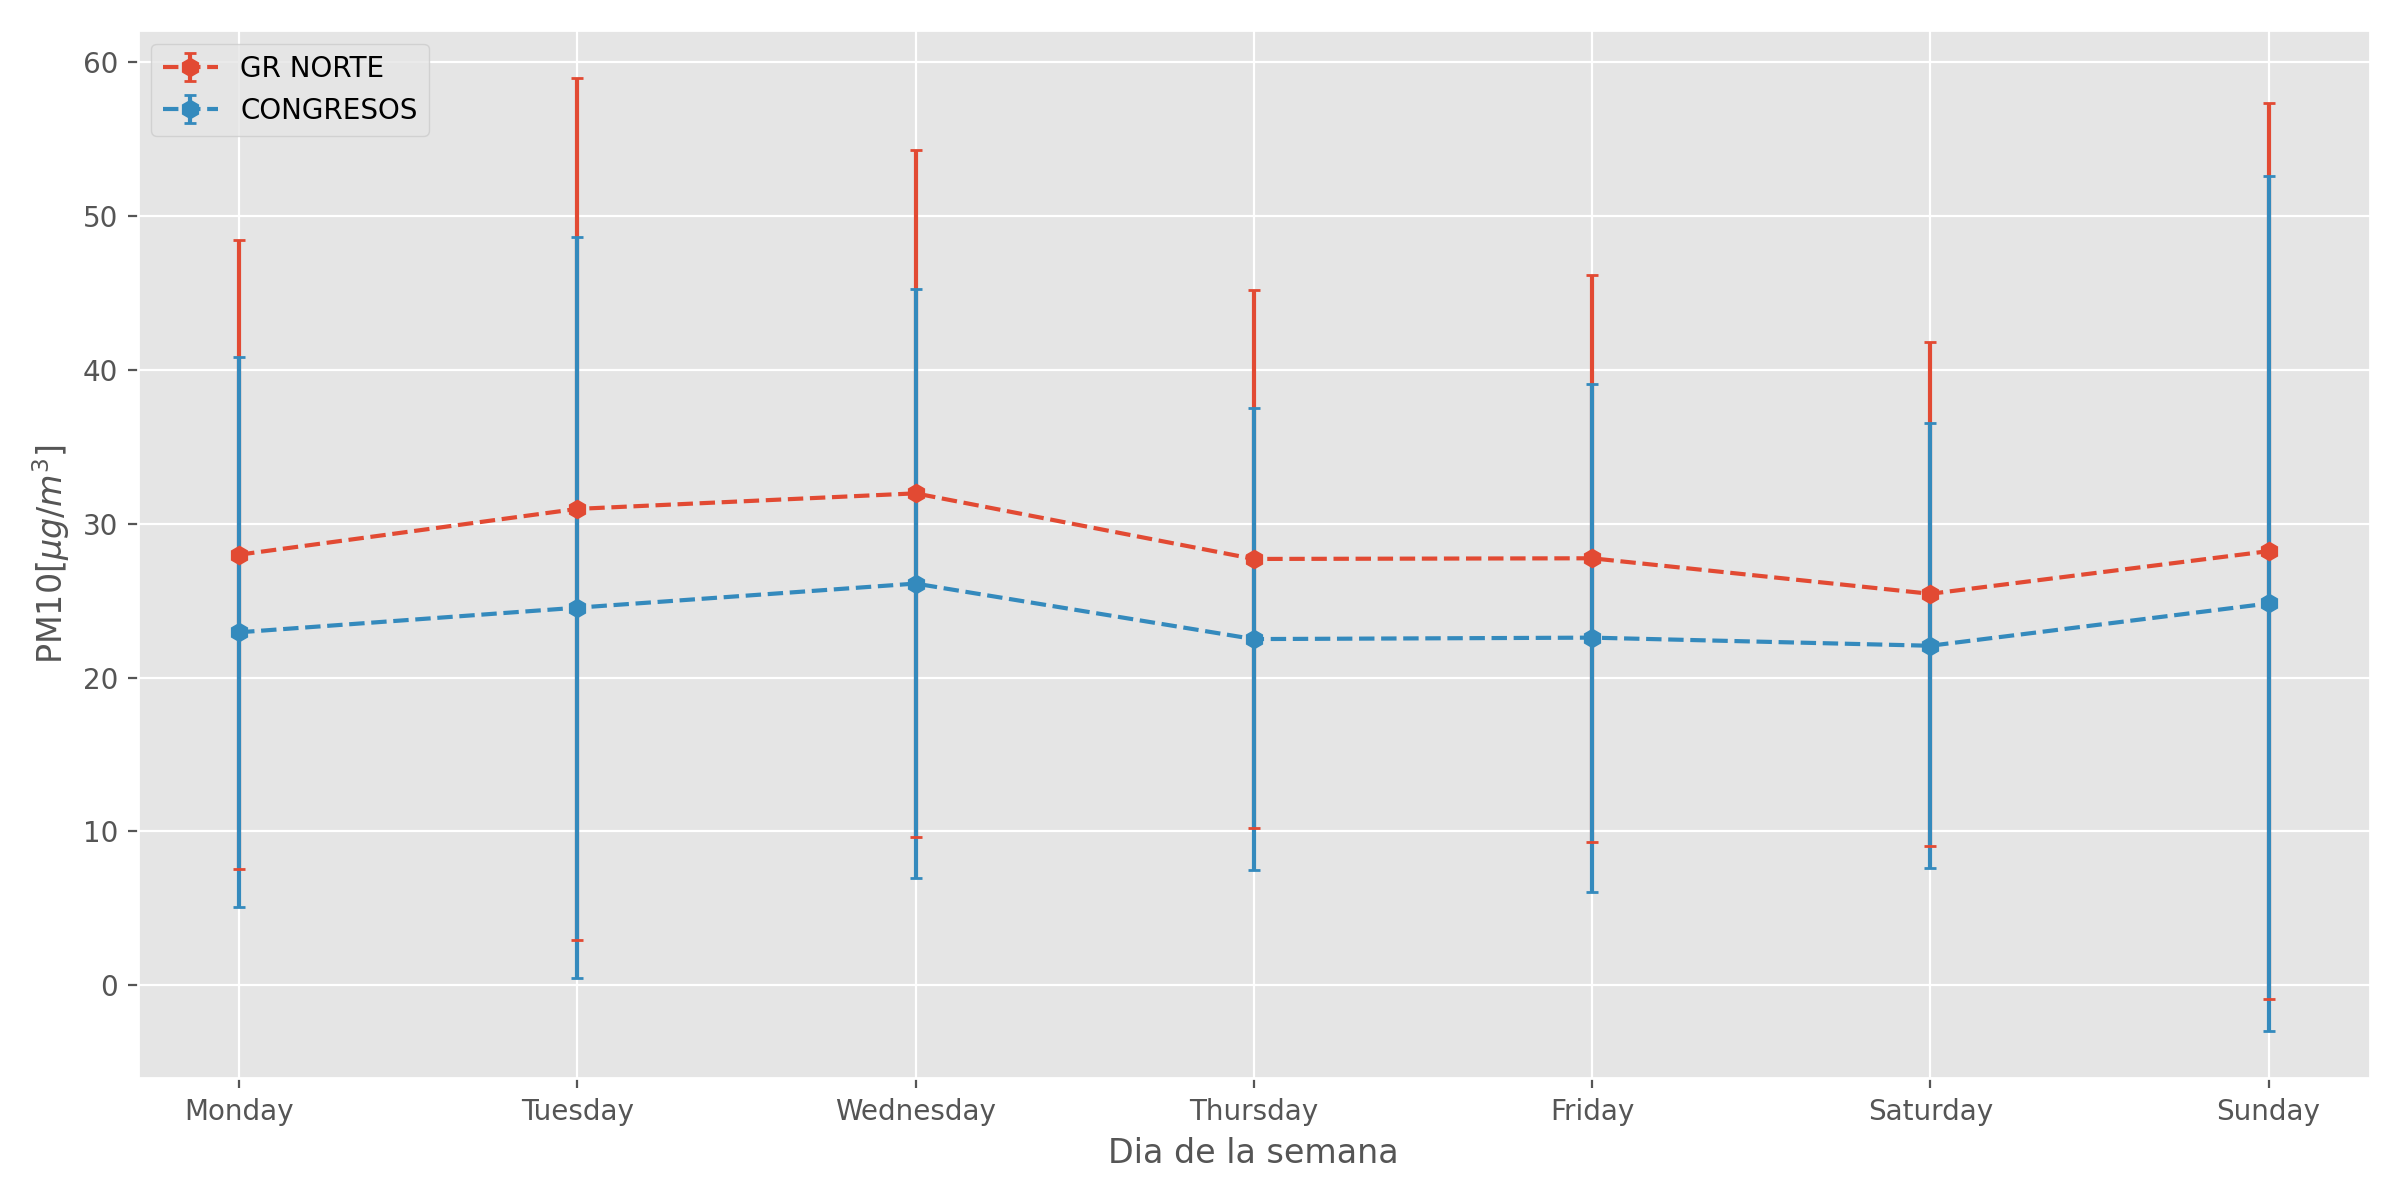 GR NORTE
CONGRESOS
60
50
40
30
20
10
0
PM10[μg/m³]
Monday Tuesday Wednesday Thursday Friday Saturday Sunday
Dia de la semana